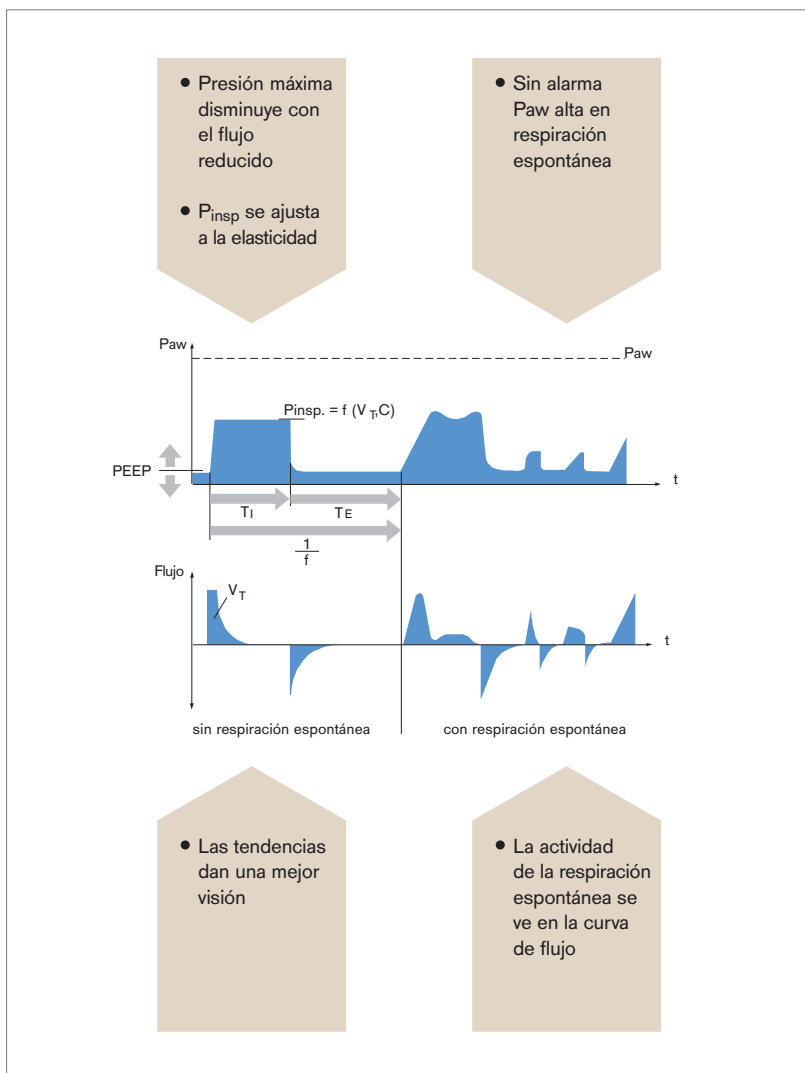 ● Presión máxima
disminuye con
el flujo
reducido
● Pinsp se ajusta
a la elasticidad
● Sin alarma
Paw alta en
respiración
espontánea
Paw
Paw
Pinsp. = f (VT,C)
PEEP
t
TI
TE
1
f
Flujo
VT
t
sin respiración espontánea
con respiración espontánea
● Las tendencias
dan una mejor
visión
● La actividad
de la respiración
espontánea se
ve en la curva
de flujo